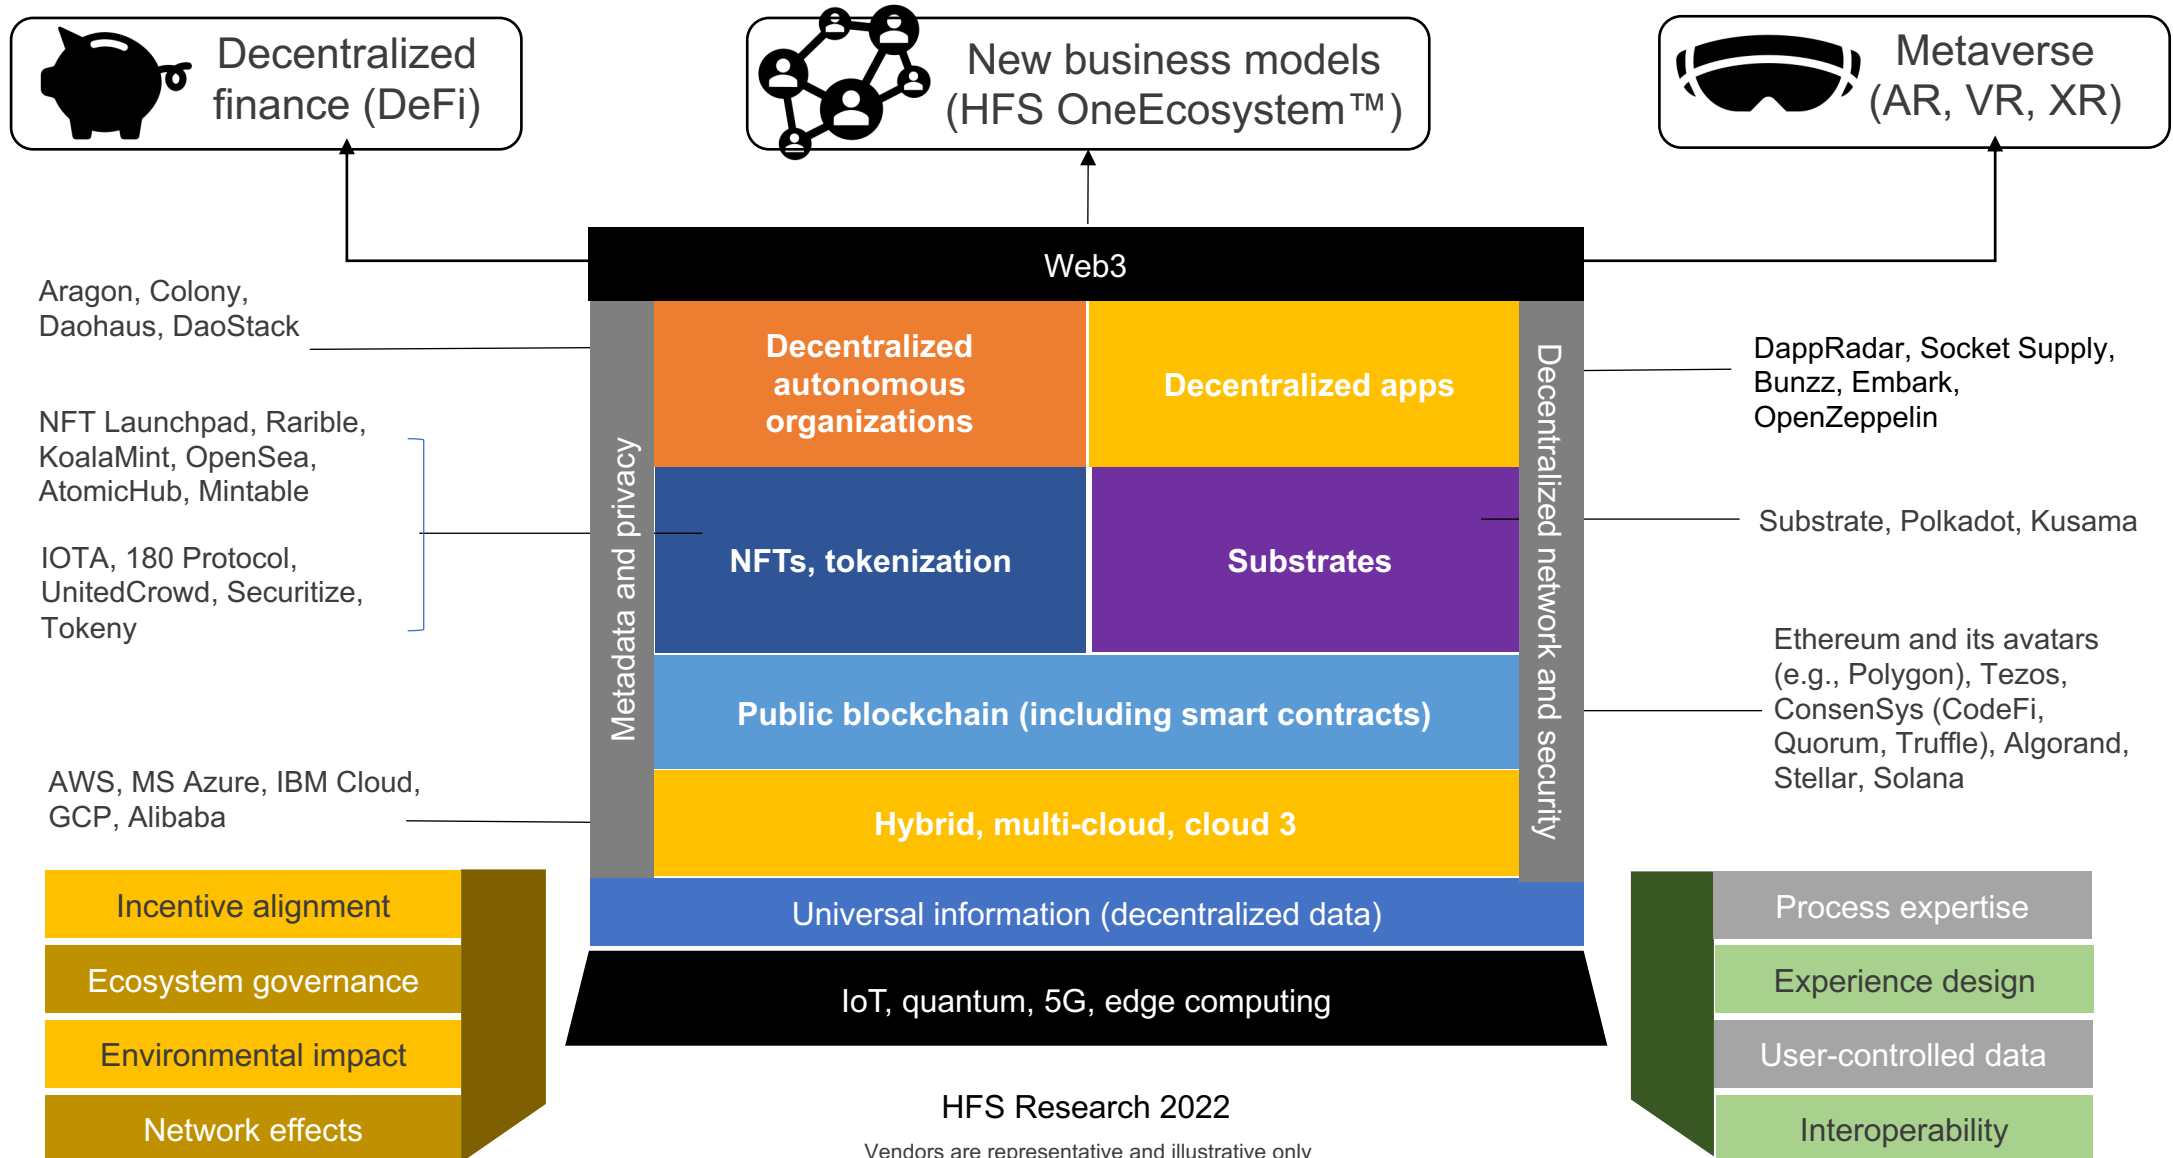 Decentralized
finance (DeFi)
New business models
(HFS OneEcosystem™)
Metaverse
(AR, VR, XR)
Web3
Aragon, Colony,
Daohaus, DaoStack
NFT Launchpad, Rarible,
KoalaMint, OpenSea,
AtomicHub, Mintable
IOTA, 180 Protocol,
UnitedCrowd, Securitize,
Tokeny
AWS, MS Azure, IBM Cloud,
GCP, Alibaba
Metadata and privacy
Decentralized
autonomous
organizations
Decentralized apps
NFTs, tokenization
Substrates
Public blockchain (including smart contracts)
Hybrid, multi-cloud, cloud 3
Decentralized network and security
Universal information (decentralized data)
IoT, quantum, 5G, edge computing
DappRadar, Socket Supply,
Bunzz, Embark,
OpenZeppelin
Substrate, Polkadot, Kusama
Ethereum and its avatars
(e.g., Polygon), Tezos,
ConsenSys (CodeFi,
Quorum, Truffle), Algorand,
Stellar, Solana
Incentive alignment
Ecosystem governance
Environmental impact
Network effects
Process expertise
Experience design
User-controlled data
Interoperability
HFS Research 2022
Vendors are representative and illustrative only